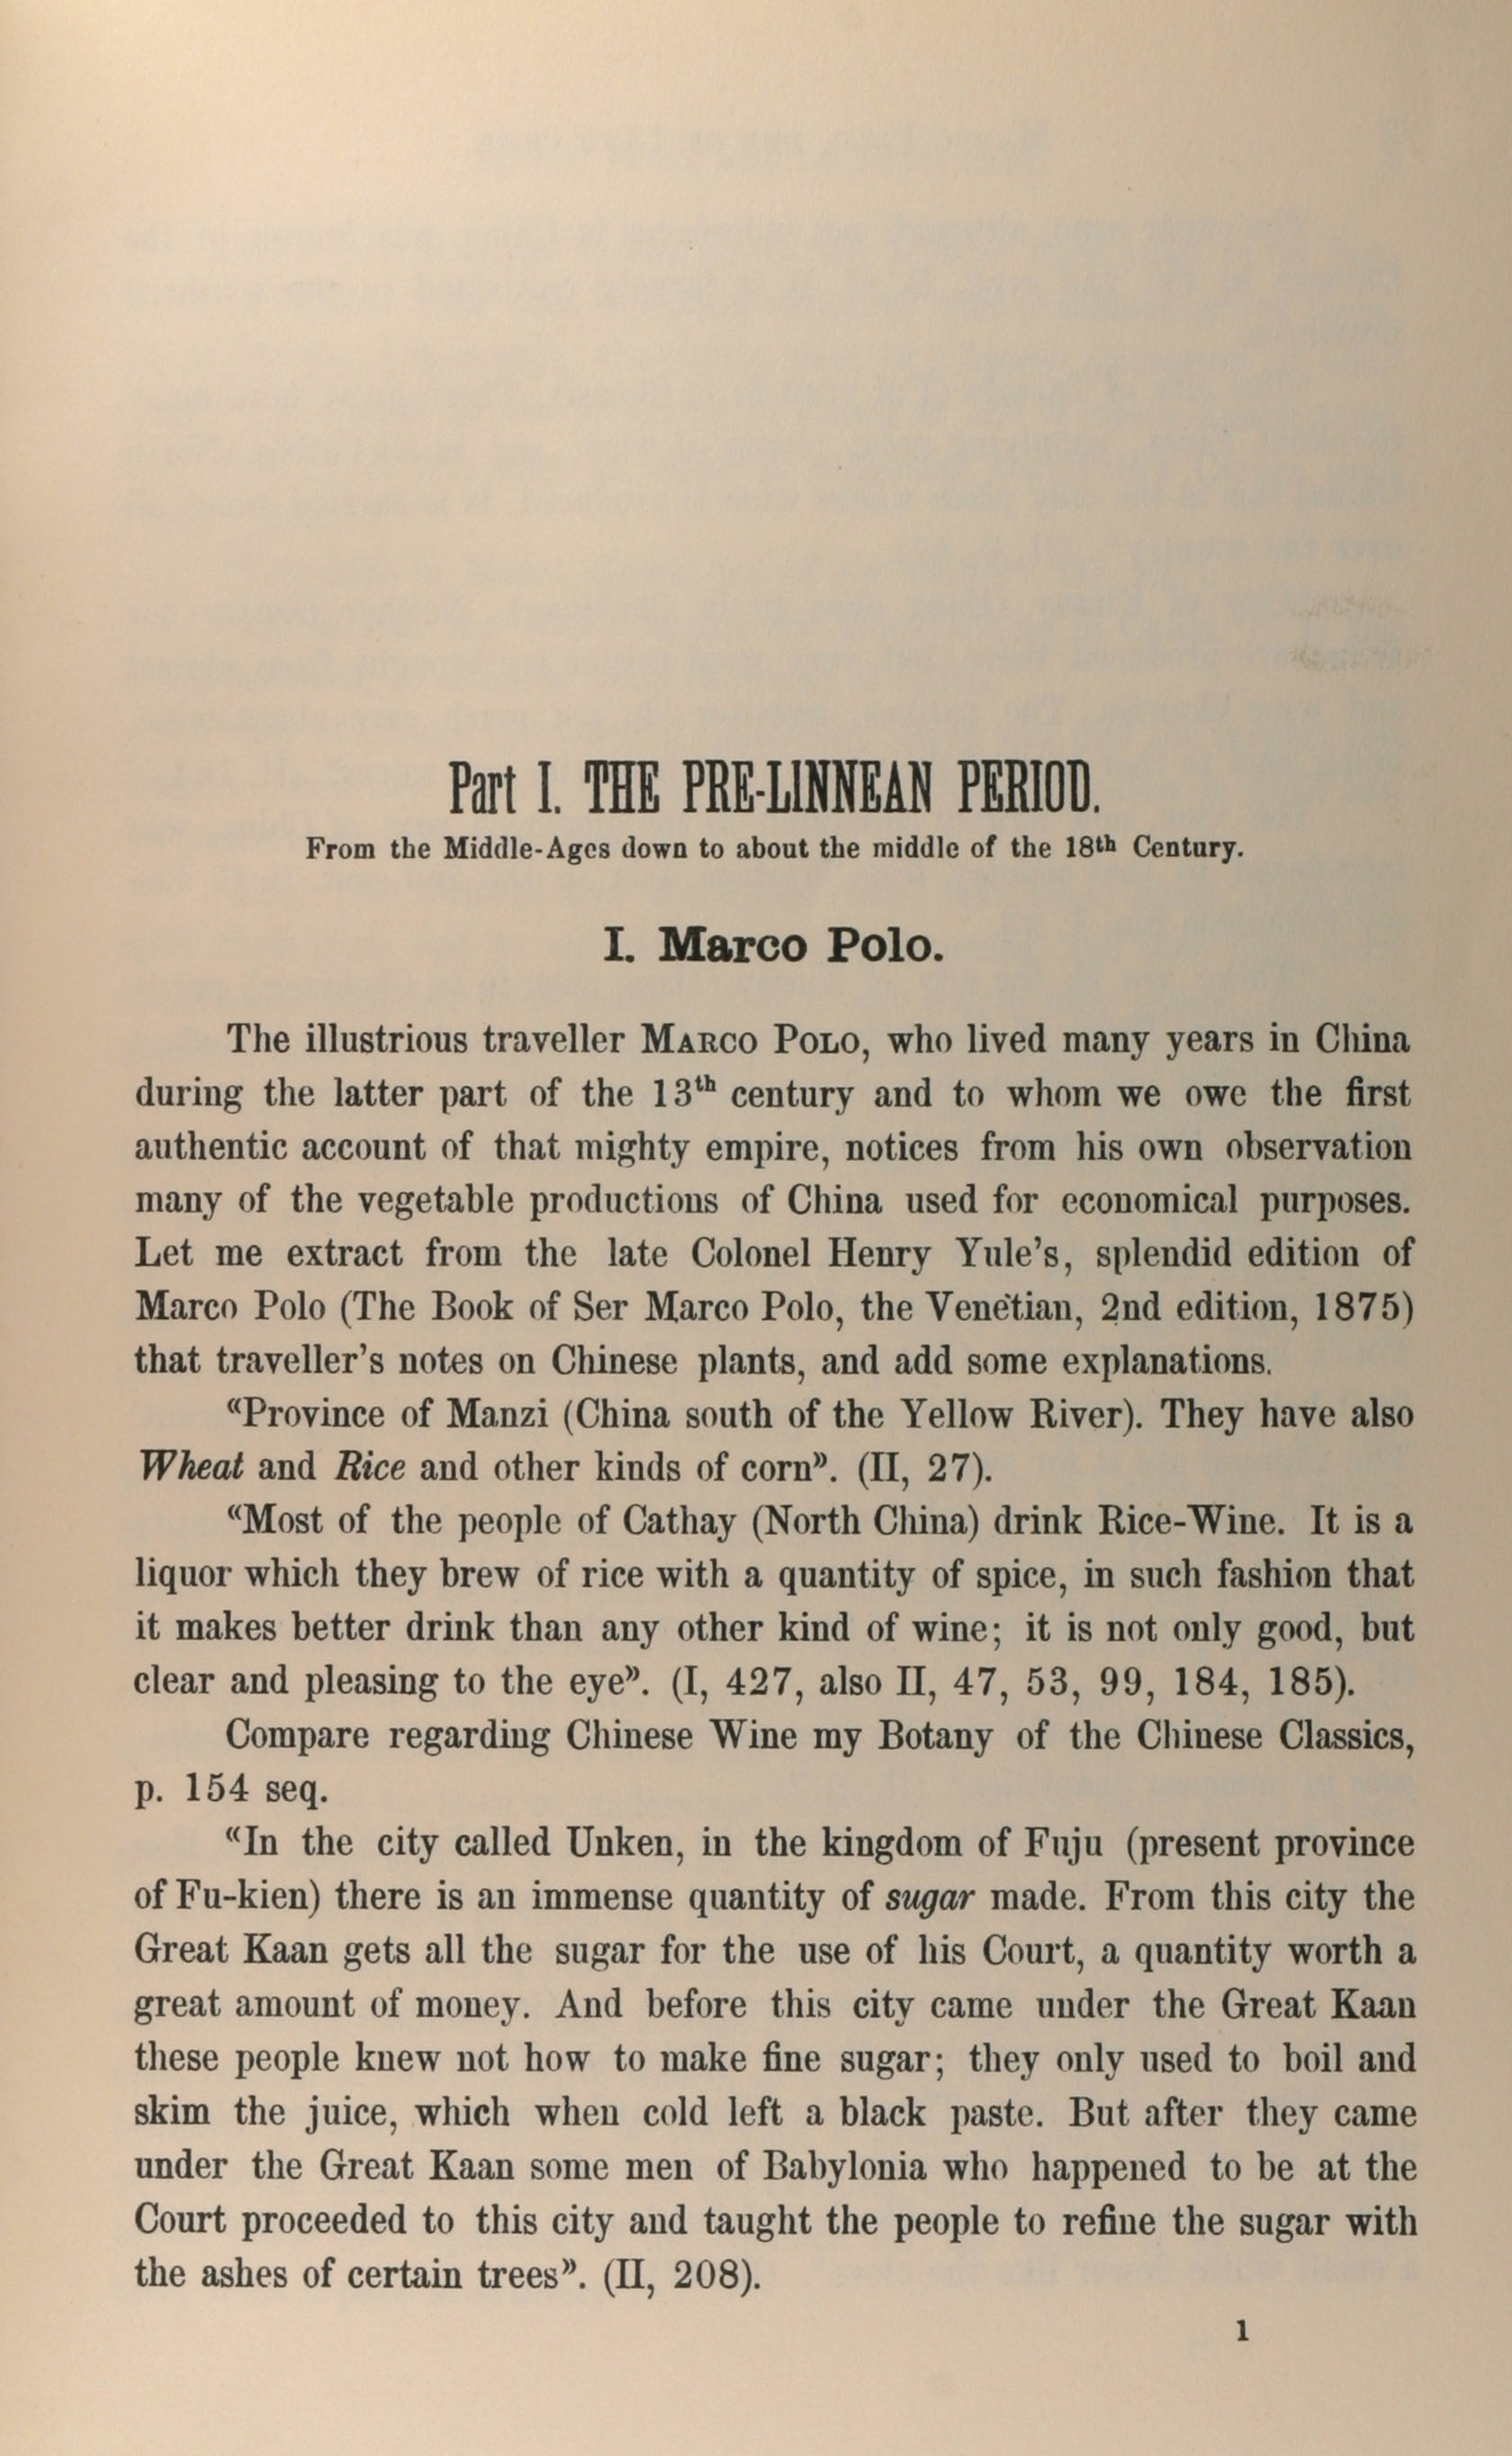 Part I. THE PRE-LINNEAN PERIOD.
From the Middle-Ages down to about the middle of the 18th Century.
I. Marco Polo.
The illustrious traveller MARCO POLO, who lived many years in China
during the latter part of the 13th century and to whom we owe the first
authentic account of that mighty empire, notices from his own observation
many of the vegetable productions of China used for economical purposes.
Let me extract from the late Colonel Henry Yule's, splendid edition of
Marco Polo (The Book of Ser Marco Polo, the Venetian, 2nd edition, 1875)
that traveller's notes on Chinese plants, and add some explanations.
“Province of Manzi (China south of the Yellow River). They have also
Wheat and Rice and other kinds of corn”. (II, 27).
“Most of the people of Cathay (North China) drink Rice-Wine. It is a
liquor which they brew of rice with a quantity of spice, in such fashion that
it makes better drink than any other kind of wine; it is not only good, but
clear and pleasing to the eye”. (I, 427, also II, 47, 53, 99, 184, 185).
Compare regarding Chinese Wine my Botany of the Chinese Classics,
p. 154 seq.
“In the city called Unken, in the kingdom of Fuju (present province
of Fu-kien) there is an immense quantity of sugar made. From this city the
Great Kaan gets all the sugar for the use of his Court, a quantity worth a
great amount of money. And before this city came under the Great Kaan
these people knew not how to make fine sugar; they only used to boil and
skim the juice, which when cold left a black paste. But after they came
under the Great Kaan some men of Babylonia who happened to be at the
Court proceeded to this city and taught the people to refine the sugar with
the ashes of certain trees”. (II, 208).
1